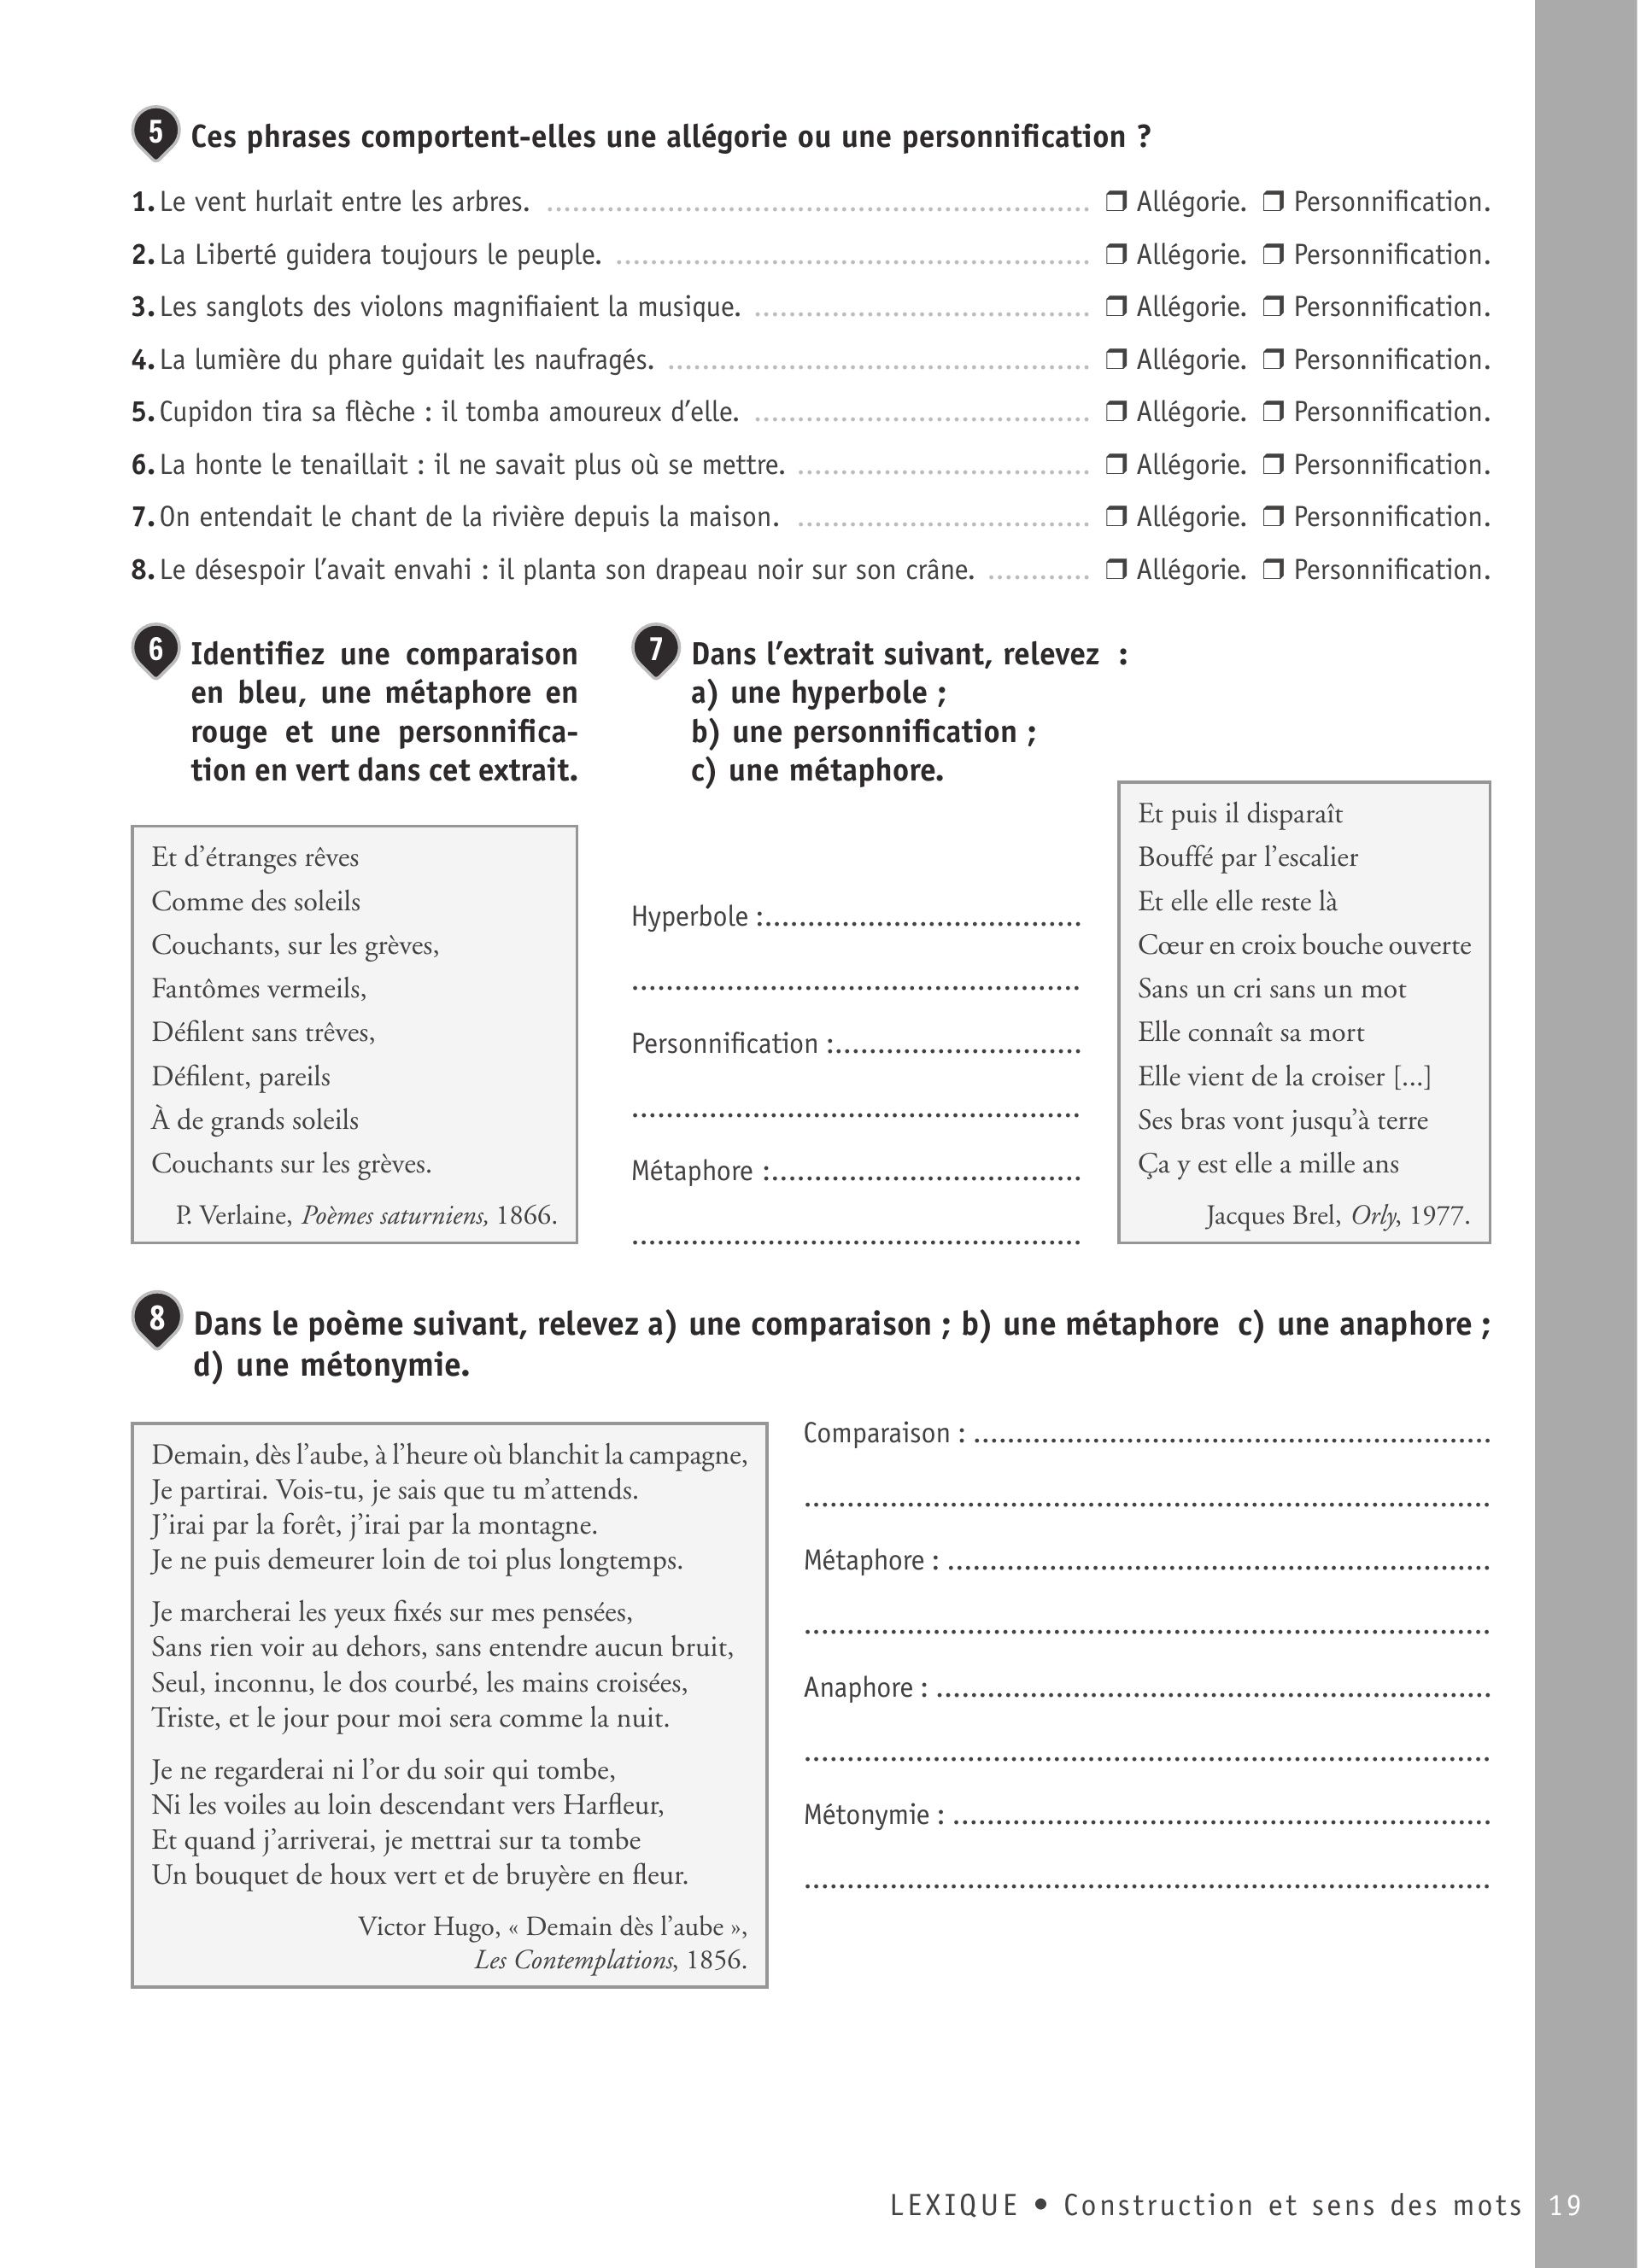 5 Ces phrases comportent-elles une allégorie ou une personnification ?
1. Le vent hurlait entre les arbres. ............................................................... ❒ Allégorie. ❒ Personnification.
2. La Liberté guidera toujours le peuple. ....................................................... ❒ Allégorie. ❒ Personnification.
3. Les sanglots des violons magnifiaient la musique. ....................................... ❒ Allégorie. ❒ Personnification.
4. La lumière du phare guidait les naufragés. ................................................. ❒ Allégorie. ❒ Personnification.
5. Cupidon tira sa flèche : il tomba amoureux d'elle. ....................................... ❒ Allégorie. ❒ Personnification.
6. La honte le tenaillait : il ne savait plus où se mettre. .................................. ❒ Allégorie. ❒ Personnification.
7. On entendait le chant de la rivière depuis la maison. .................................. ❒ Allégorie. ❒ Personnification.
8. Le désespoir l'avait envahi : il planta son drapeau noir sur son crâne. ............ ❒ Allégorie. ❒ Personnification.
6 Identifiez une comparaison
en bleu, une métaphore en
rouge et une personnifica-
tion en vert dans cet extrait.
Et d'étranges rêves
Comme des soleils
Couchants, sur les grèves,
Fantômes vermeils,
Défilent sans trêves,
Défilent, pareils
À de grands soleils
Couchants sur les grèves.
P. Verlaine, Poèmes saturniens, 1866.
7 Dans l'extrait suivant, relevez :
a) une hyperbole ;
b) une personnification ;
c) une métaphore.
Hyperbole :.....................................
....................................................
Personnification :.............................
....................................................
Métaphore :....................................
....................................................
Et puis il disparaît
Bouffé par l'escalier
Et elle elle reste là
Cœur en croix bouche ouverte
Sans un cri sans un mot
Elle connaît sa mort
Elle vient de la croiser [...]
Ses bras vont jusqu'à terre
Ça y est elle a mille ans
Jacques Brel, Orly, 1977.
8 Dans le poème suivant, relevez a) une comparaison ; b) une métaphore c) une anaphore ;
d) une métonymie.
Demain, dès l'aube, à l'heure où blanchit la campagne,
Je partirai. Vois-tu, je sais que tu m'attends.
J'irai par la forêt, j'irai par la montagne.
Je ne puis demeurer loin de toi plus longtemps.
Je marcherai les yeux fixés sur mes pensées,
Sans rien voir au dehors, sans entendre aucun bruit,
Seul, inconnu, le dos courbé, les mains croisées,
Triste, et le jour pour moi sera comme la nuit.
Je ne regarderai ni l'or du soir qui tombe,
Ni les voiles au loin descendant vers Harfleur,
Et quand j'arriverai, je mettrai sur ta tombe
Un bouquet de houx vert et de bruyère en fleur.
Victor Hugo, « Demain dès l'aube »,
Les Contemplations, 1856.
Comparaison : .............................................................
................................................................................
Métaphore : ................................................................
................................................................................
Anaphore : .................................................................
................................................................................
Métonymie : ...............................................................
................................................................................
LEXIQUE • Construction et sens des mots 19